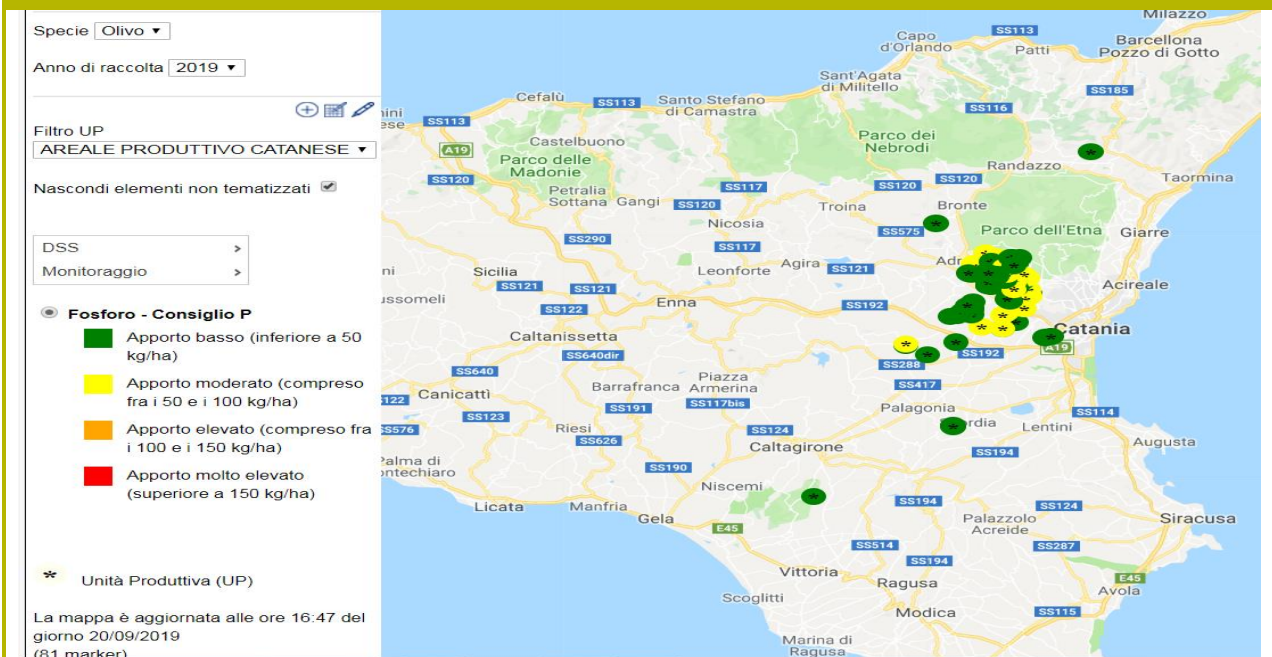 Specie Olivo
Anno di raccolta 2019
Filtro UP
AREALE PRODUTTIVO CATANESE
Nascondi elementi non tematizzati
DSS >
Monitoraggio >
Fosforo - Consiglio P
Apporto basso (inferiore a 50
kg/ha)
Apporto moderato (compreso
fra i 50 e i 100 kg/ha)
Apporto elevato (compreso fra
i 100 e i 150 kg/ha)
Apporto molto elevato
(superiore a 150 kg/ha)
* Unità Produttiva (UP)
La mappa è aggiornata alle ore 16:47 del
giorno 20/09/2019
(81 marker)
Milazzo
Capo
d'Orlando
SS113
Patti
Barcellona
Pozzo di Gotto
Sant'Agata
di Militello
SS185
Cefalù
SS113
Santo Stefano
di Camastra
SS116
SS113
Castelbuono
Parco dei
Nebrodi
A19
Parco delle
Madonie
Randazzo
SS120
SS117
SS120
SS120
Taormina
Petralia
Sottana
Gangi
SS120
Troina
Bronte
Nicosia
SS575
Parco dell'Etna
Giarre
SS290
SS117
Sicilia
Leonforte
Agira
SS121
Adr
Acireale
SS121
SS121
Enna
SS192
SS122
Caltanissetta
Catania
A19
SS640dir
SS192
SS288
SS640
Piazza
Armerina
SS417
Barrafranca
Canicattì
SS122
SS191
SS117bis
Palagonia
SS114
SS123
SS576
Riesi
SS124
rdia
Lentini
SS626
Caltagirone
SS194
Augusta
Palma di
ontechiaro
SS190
Niscemi
Licata
Manfria
SS194
SS124
Gela
Palazzolo
Acreide
Siracusa
E45
SS514
SS287
SS194
Vittoria
Ragusa
E45
Avola
Scoglitti
Modica
SS115
Marina di
Ragusa